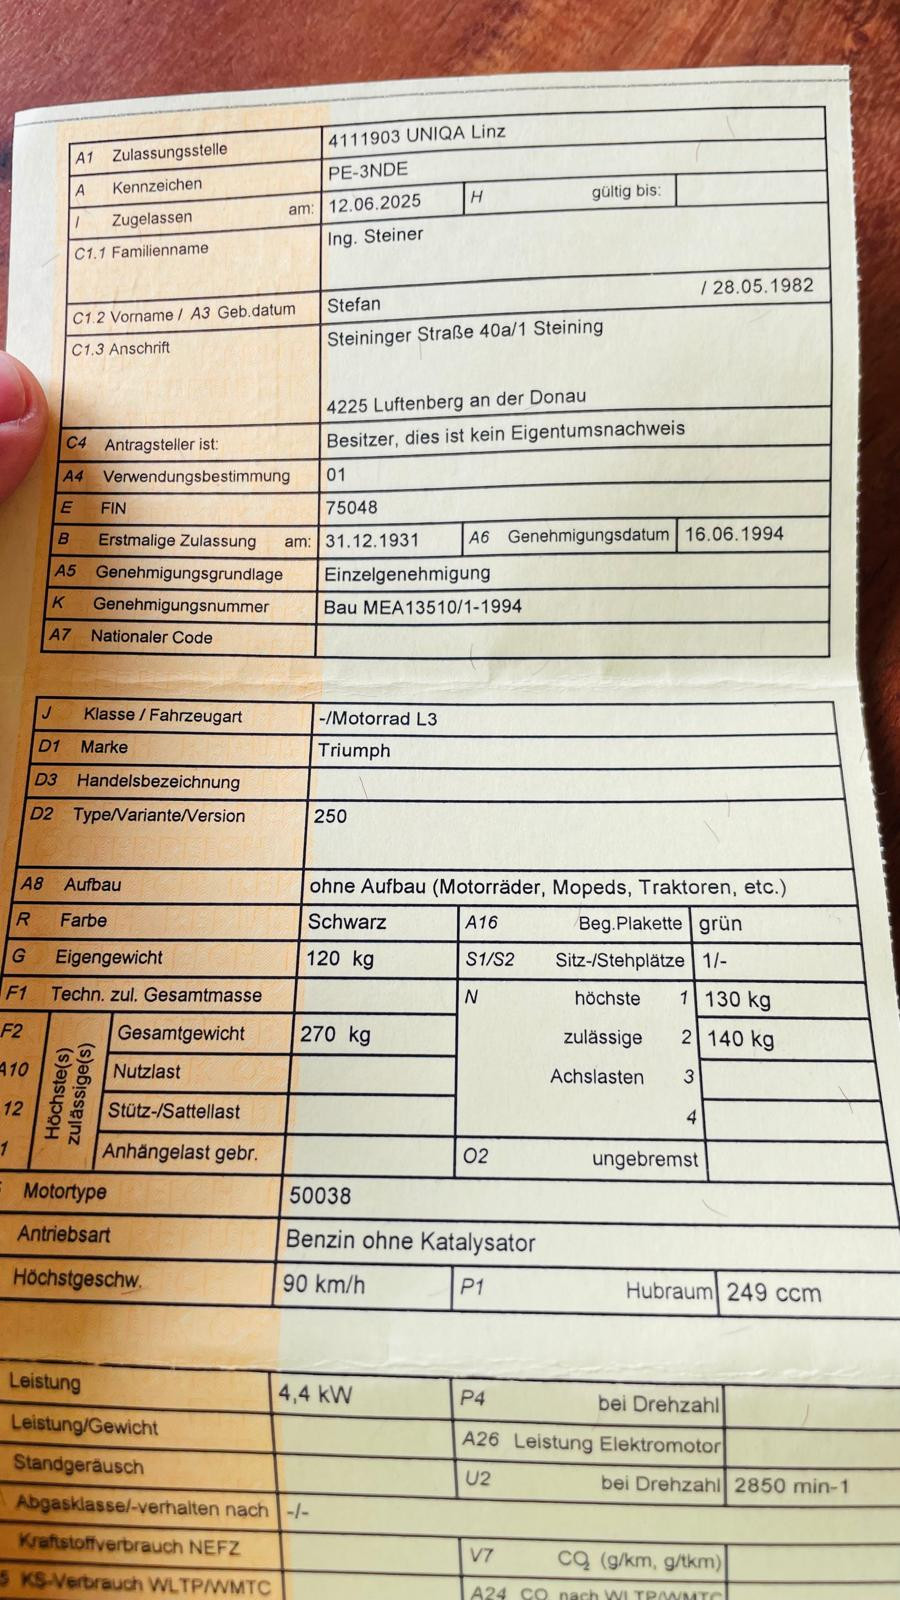 A1 Zulassungsstelle 4111903 UNIQA Linz
A Kennzeichen PE-3NDE
I Zugelassen am: 12.06.2025 H gültig bis:
C1.1 Familienname Ing. Steiner
C1.2 Vorname / A3 Geb.datum Stefan / 28.05.1982
C1.3 Anschrift Steininger Straße 40a/1 Steining
4225 Luftenberg an der Donau
C4 Antragsteller ist: Besitzer, dies ist kein Eigentumsnachweis
A4 Verwendungsbestimmung 01
E FIN 75048
B Erstmalige Zulassung am: 31.12.1931 A6 Genehmigungsdatum 16.06.1994
A5 Genehmigungsgrundlage Einzelgenehmigung
K Genehmigungsnummer Bau MEA13510/1-1994
A7 Nationaler Code
J Klasse / Fahrzeugart -/Motorrad L3
D1 Marke Triumph
D3 Handelsbezeichnung
D2 Type/Variante/Version 250
A8 Aufbau ohne Aufbau (Motorräder, Mopeds, Traktoren, etc.)
R Farbe Schwarz A16 Beg.Plakette grün
G Eigengewicht 120 kg S1/S2 Sitz-/Stehplätze 1/-
F1 Techn. zul. Gesamtmasse N höchste 1 130 kg
F2 Höchste(s) zulässige(s) Gesamtgewicht 270 kg zulässige 2 140 kg
A10 Nutzlast Achslasten 3
12 Stütz-/Sattellast 4
1 Anhängelast gebr. O2 ungebremst
Motortype 50038
Antriebsart Benzin ohne Katalysator
Höchstgeschw. 90 km/h P1 Hubraum 249 ccm
Leistung 4,4 kW P4 bei Drehzahl
Leistung/Gewicht A26 Leistung Elektromotor
Standgeräusch U2 bei Drehzahl 2850 min-1
Abgasklasse/-verhalten nach -/-
Kraftstoffverbrauch NEFZ V7 CO2 (g/km, g/tkm)
5 KS-Verbrauch WLTP/WMTC A24 CO nach WLTP/WMTC